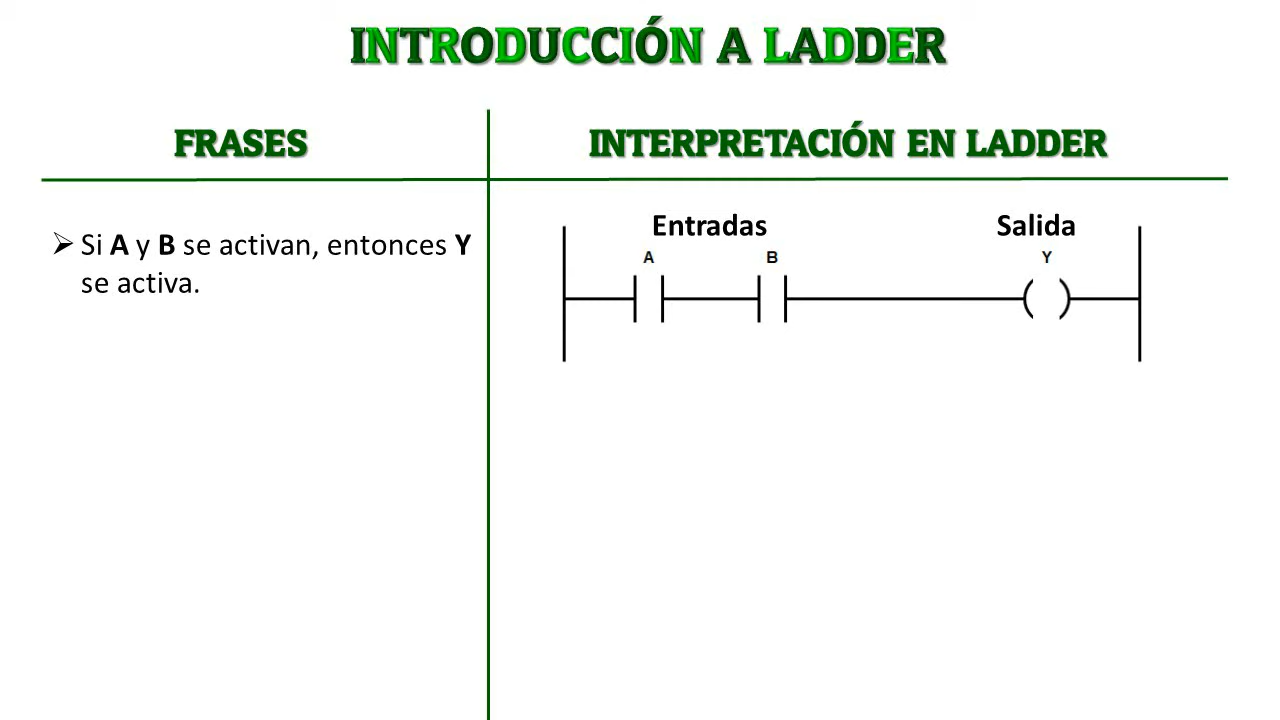 INTRODUCCIÓN A LADDER
FRASES
INTERPRETACIÓN EN LADDER
➢ Si A y B se activan, entonces Y
se activa.
Entradas
Salida
A
B
Y